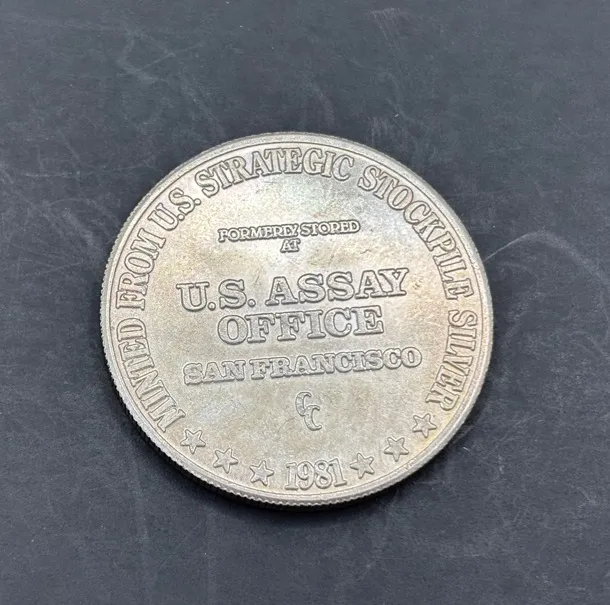 MINTED FROM U.S. STRATEGIC STOCKPILE SILVER
FORMERLY STORED
AT
U.S. ASSAY
OFFICE
SAN FRANCISCO
CC
1981